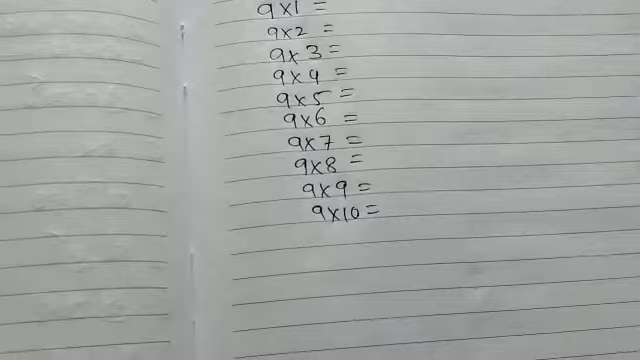 9x1 =
9x2 =
9x3 =
9x4 =
9x5 =
9x6 =
9x7 =
9x8 =
9x9 =
9x10 =